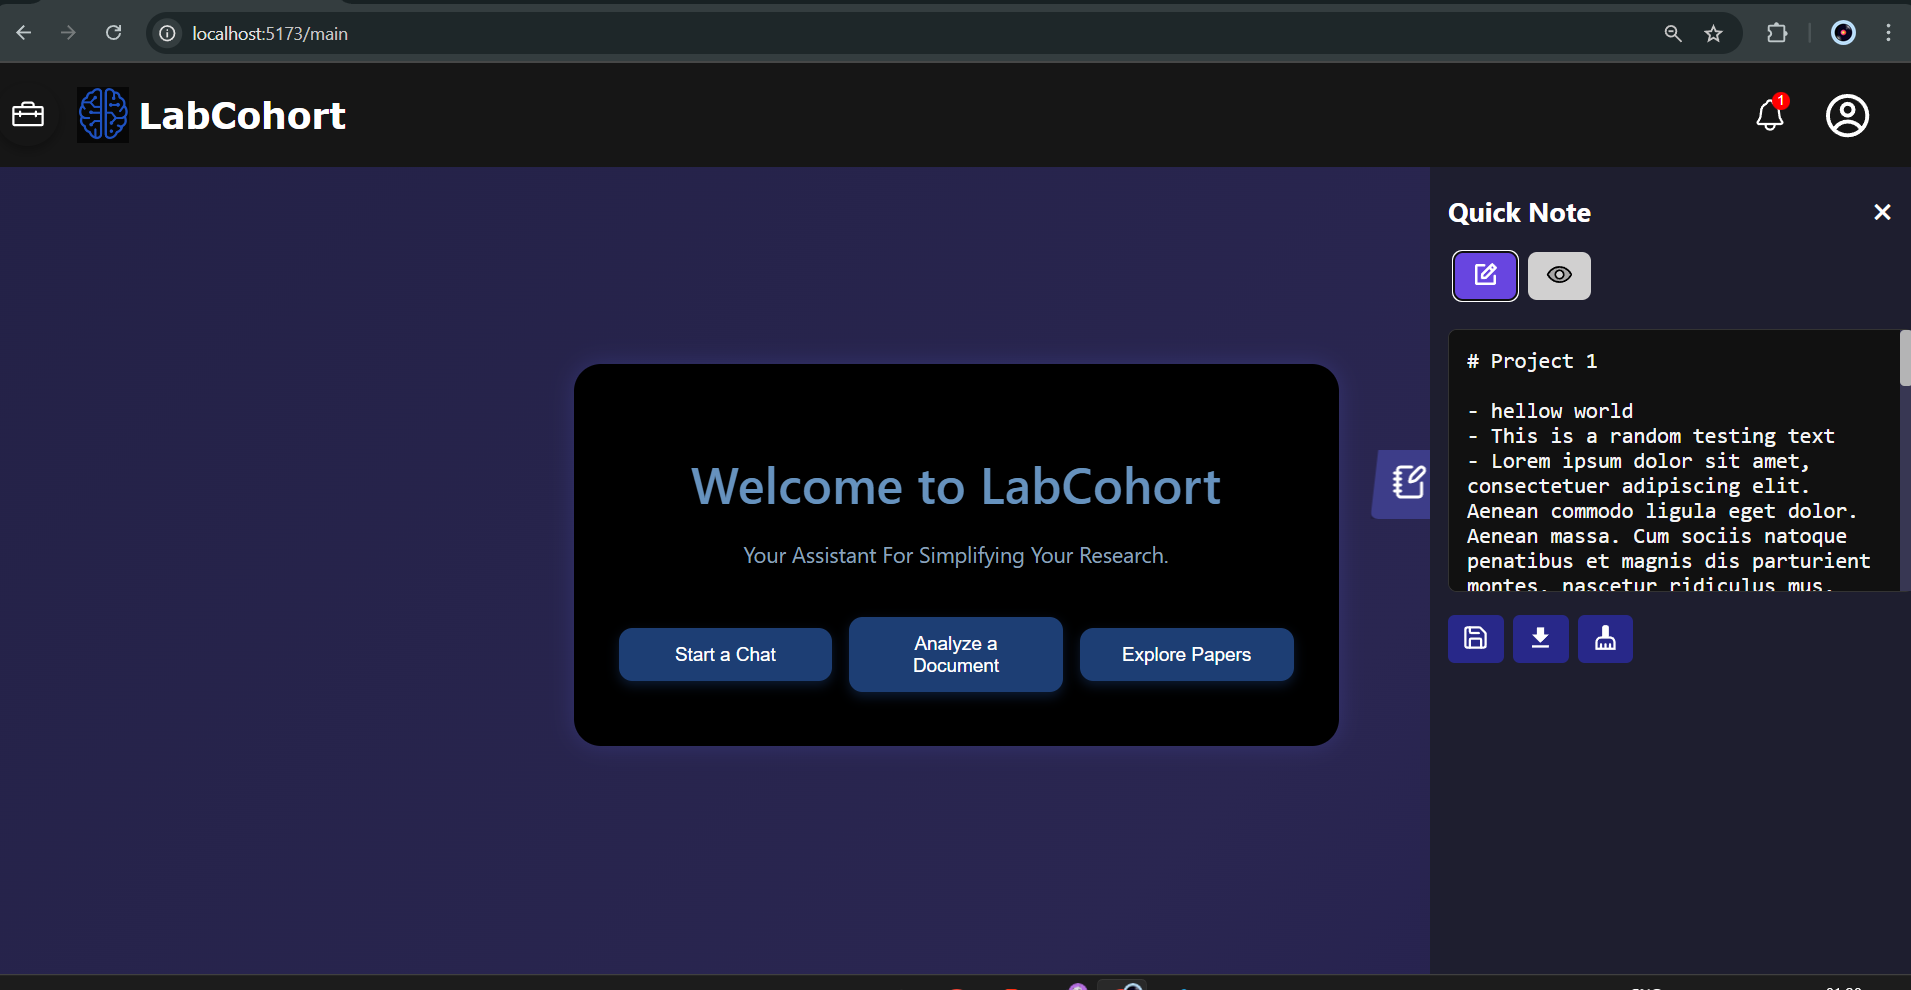 localhost:5173/main
LabCohort
1
Quick Note
# Project 1
- hellow world
- This is a random testing text
- Lorem ipsum dolor sit amet,
consectetuer adipiscing elit.
Aenean commodo ligula eget dolor.
Aenean massa. Cum sociis natoque
penatibus et magnis dis parturient
montes, nascetur ridiculus mus.
Welcome to LabCohort
Your Assistant For Simplifying Your Research.
Start a Chat
Analyze a
Document
Explore Papers